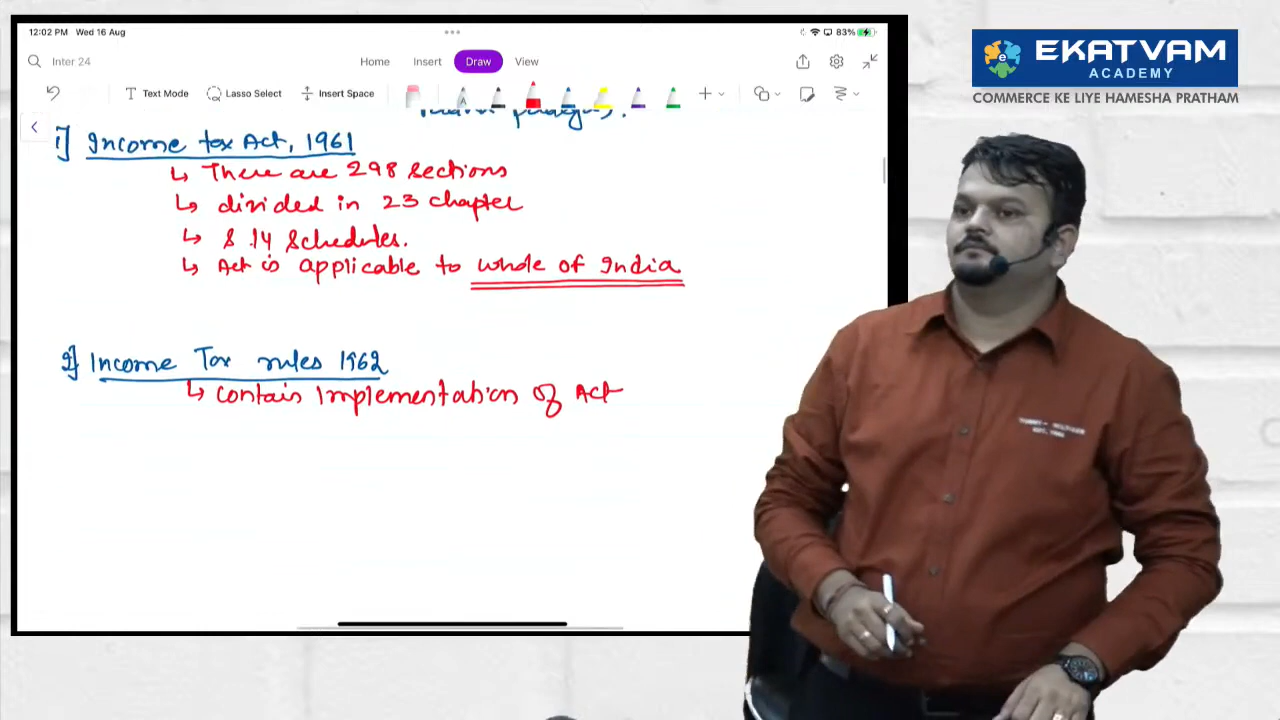 12:02 PM Wed 16 Aug
83%
Inter 24
Home Insert Draw View
Text Mode Lasso Select Insert Space
1] Income tax Act, 1961
↳ There are 298 sections
↳ divided in 23 chapter
↳ & 14 Schedules.
↳ Act is applicable to whole of India
2] Income Tax rules 1962
↳ contain Implementation of Act
EKATVAM
ACADEMY
COMMERCE KE LIYE HAMESHA PRATHAM